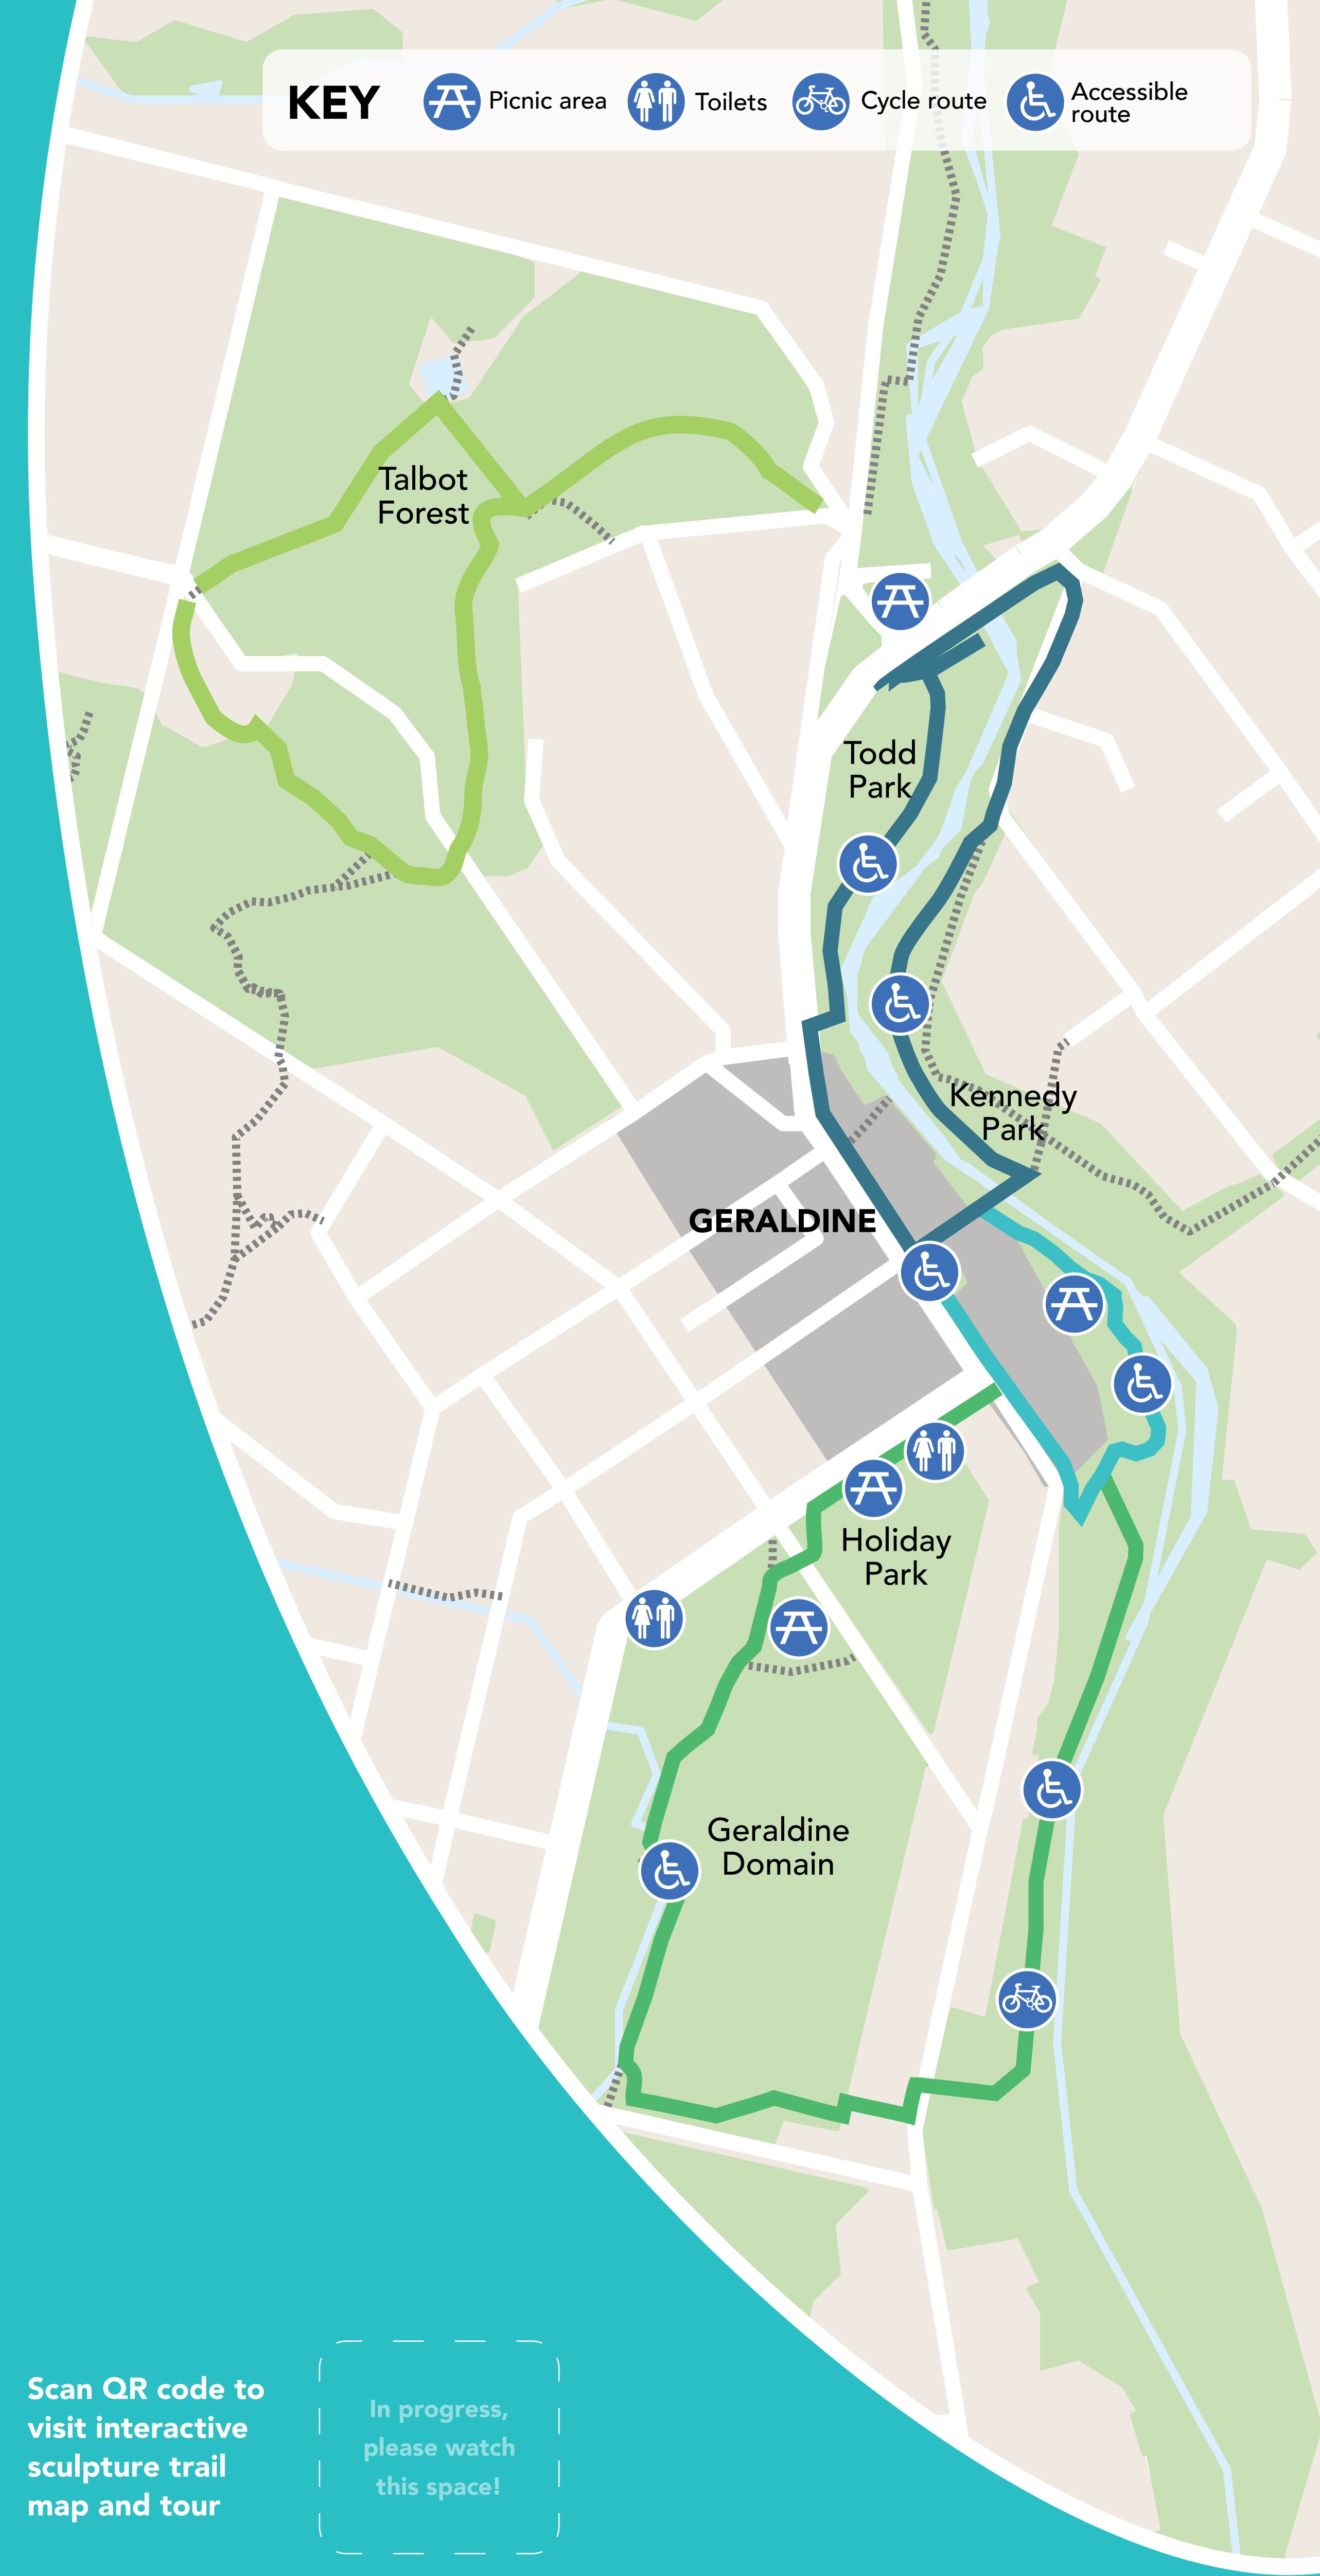 KEY
Picnic area
Toilets
Cycle route
Accessible
route
Talbot
Forest
Todd
Park
Kennedy
Park
GERALDINE
Holiday
Park
Geraldine
Domain
Scan QR code to
visit interactive
sculpture trail
map and tour
In progress,
please watch
this space!